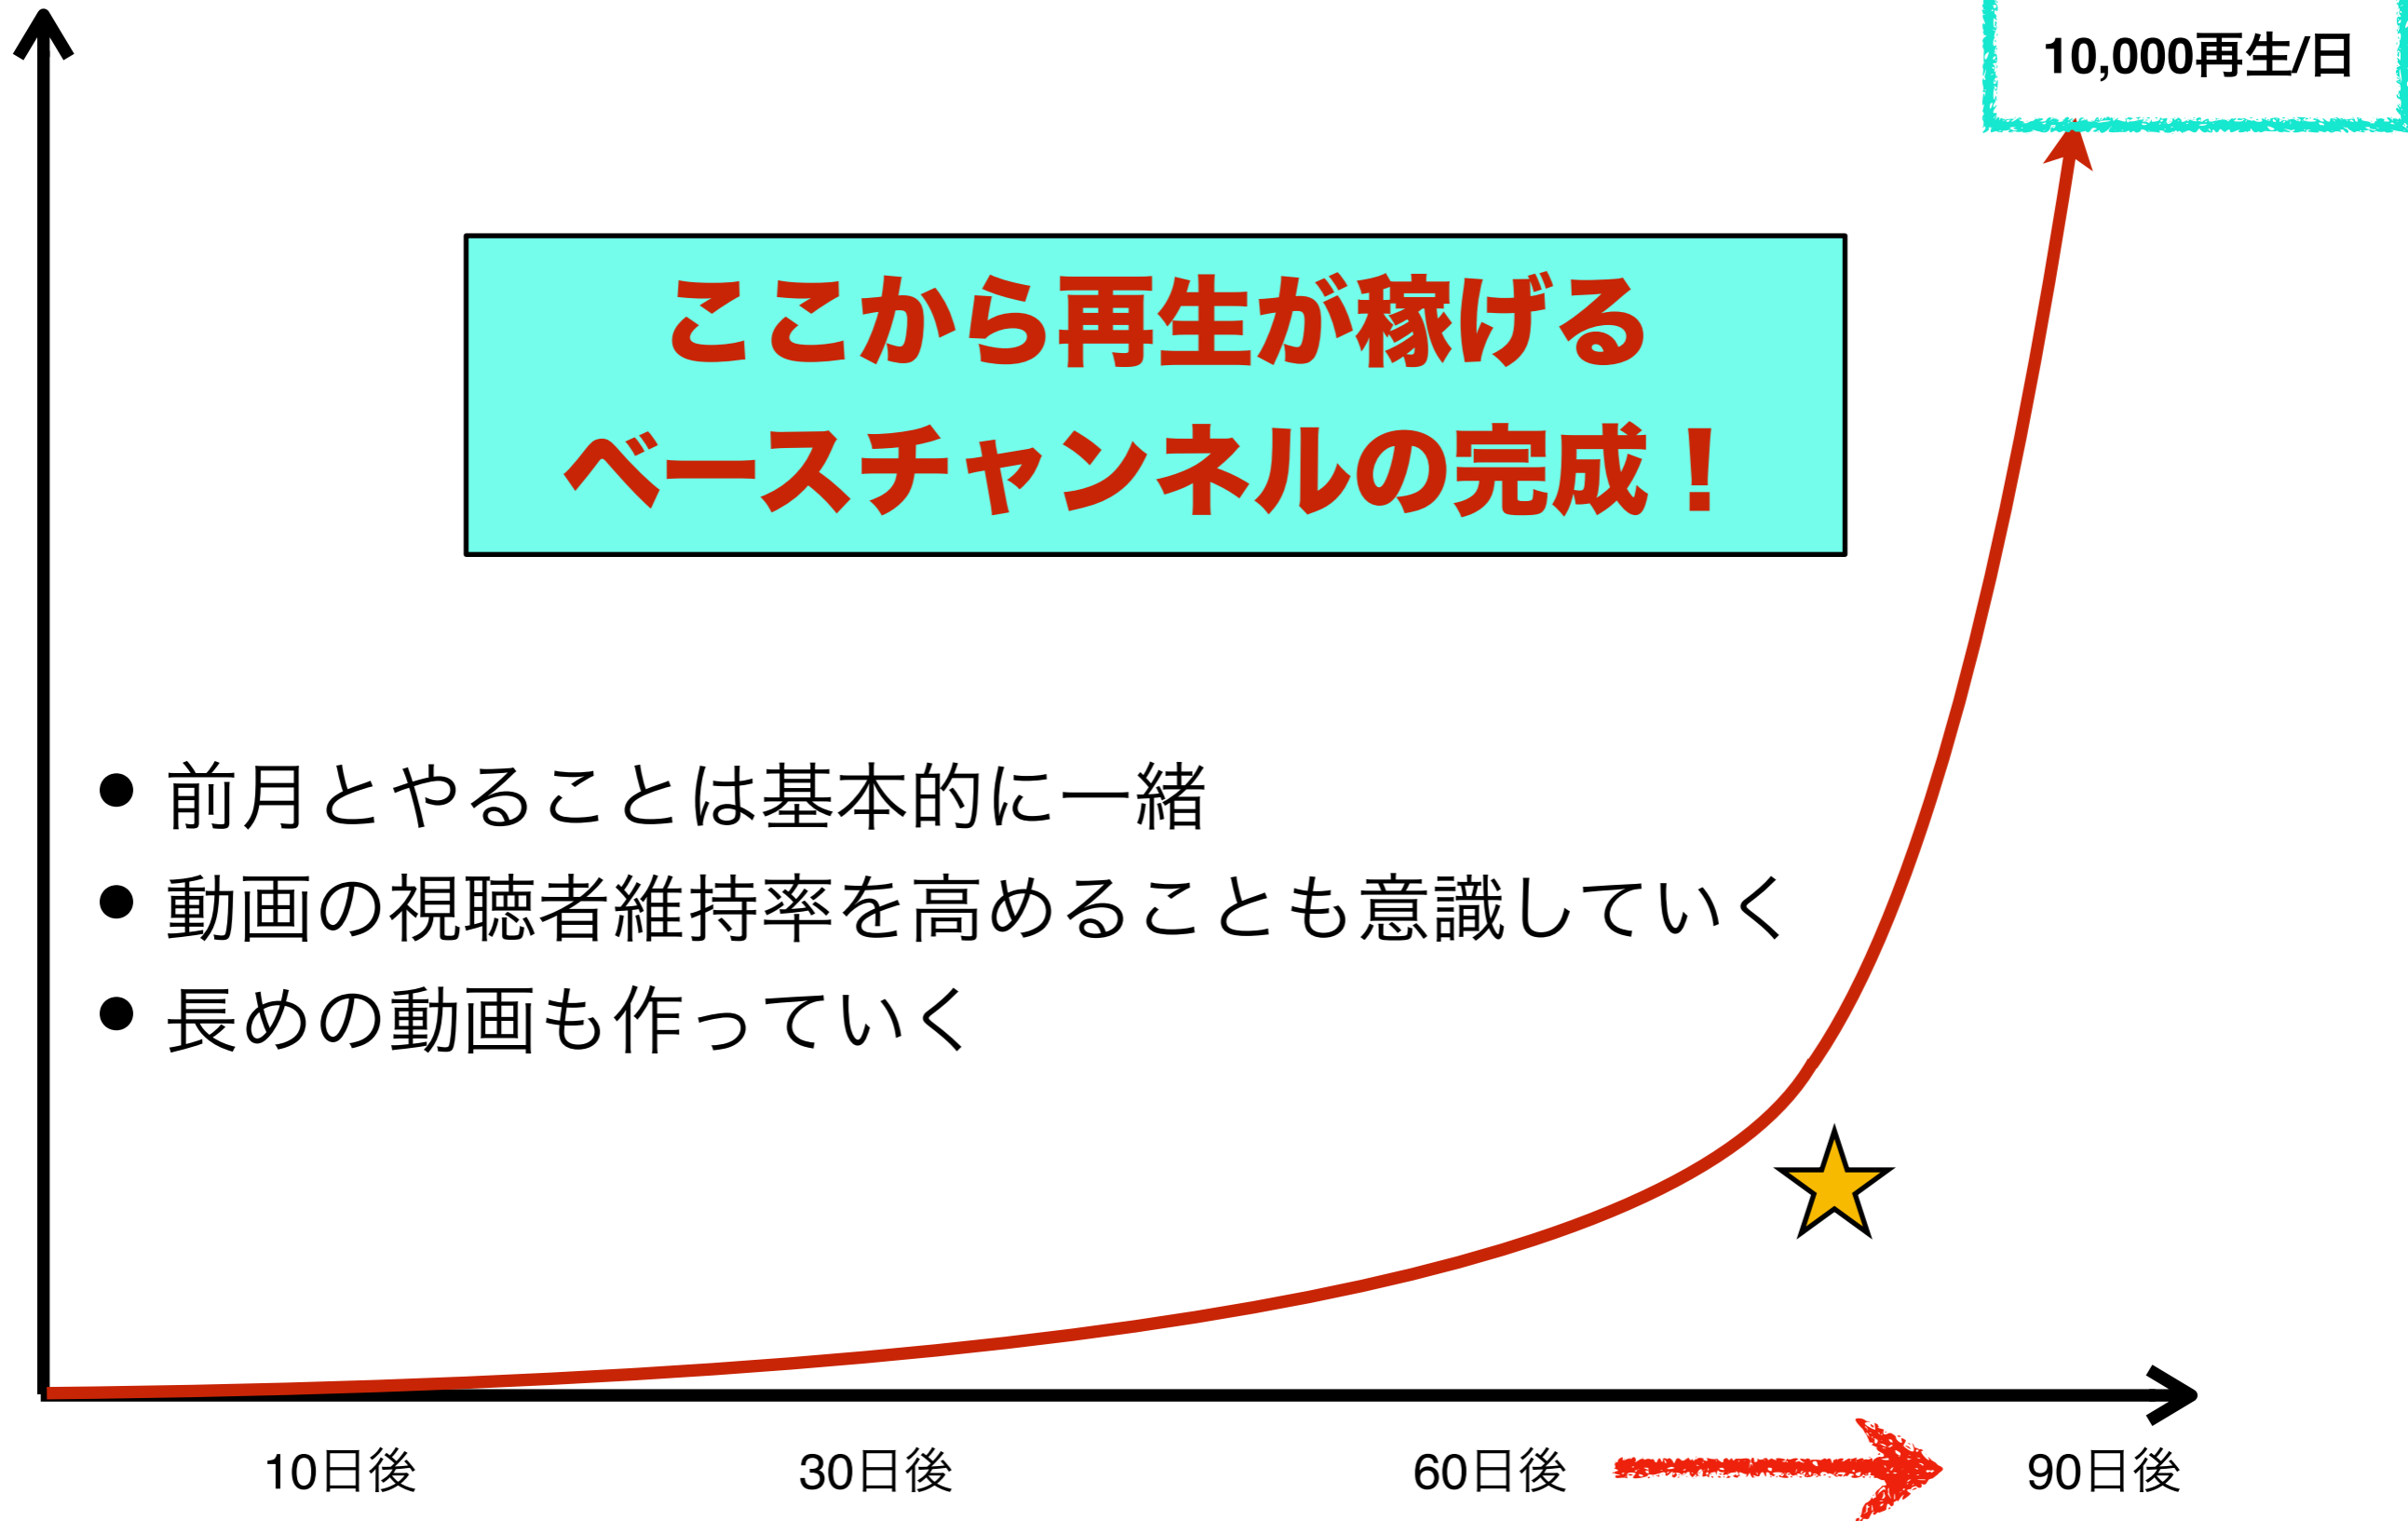 10,000再生/日
ここから再生が稼げる
ベースチャンネルの完成！
● 前月とやることは基本的に一緒
● 動画の視聴者維持率を高めることも意識していく
● 長めの動画も作っていく
10日後
30日後
60日後
90日後